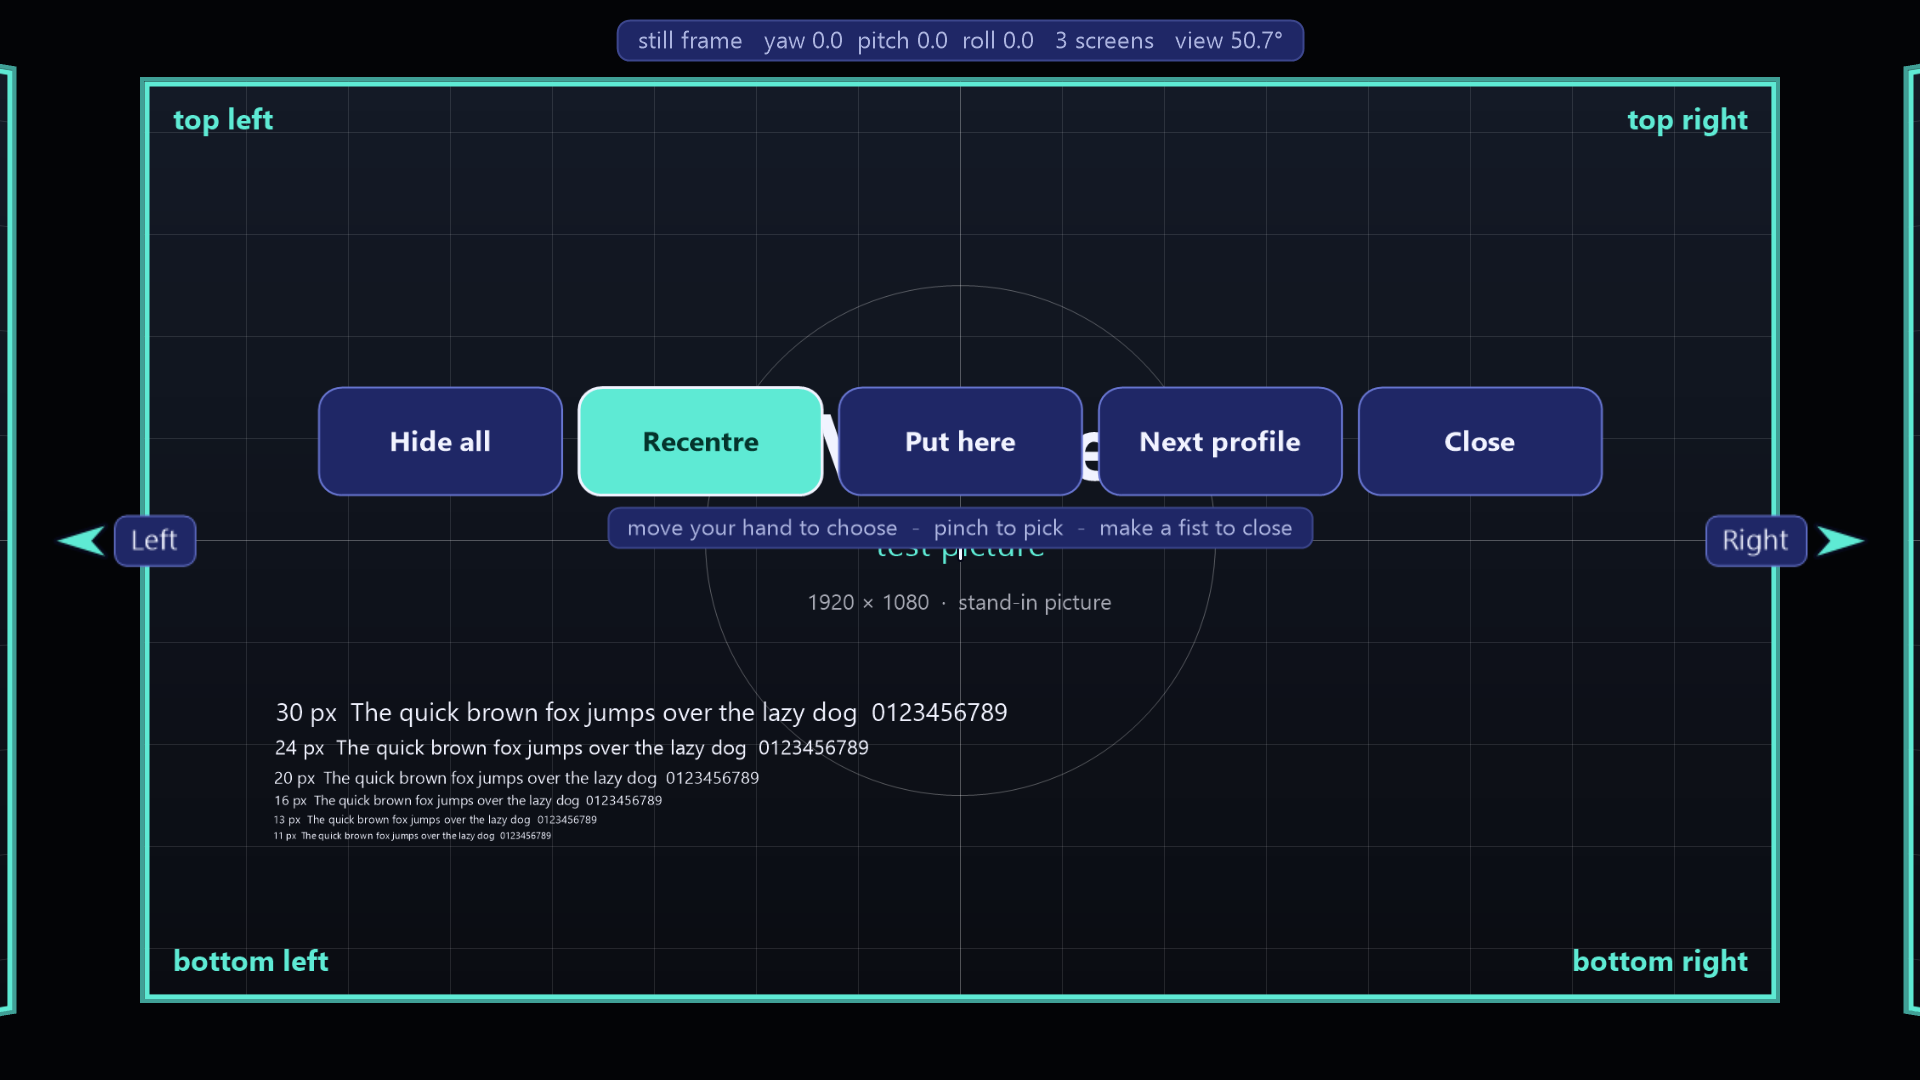 still frame yaw 0.0 pitch 0.0 roll 0.0 3 screens view 50.7°
top left
top right
Hide all
Recentre
Put here
Next profile
Close
move your hand to choose - pinch to pick - make a fist to close
Left
Right
test picture
1920 × 1080 · stand-in picture
30 px The quick brown fox jumps over the lazy dog 0123456789
24 px The quick brown fox jumps over the lazy dog 0123456789
20 px The quick brown fox jumps over the lazy dog 0123456789
16 px The quick brown fox jumps over the lazy dog 0123456789
13 px The quick brown fox jumps over the lazy dog 0123456789
11 px The quick brown fox jumps over the lazy dog 0123456789
bottom left
bottom right